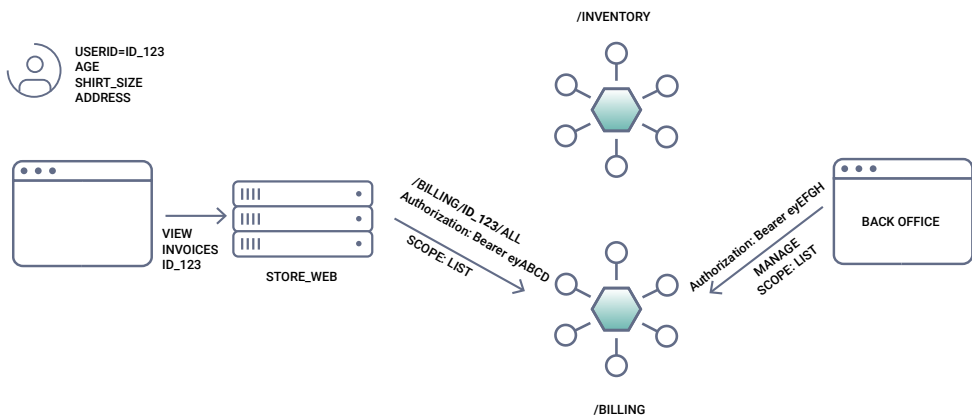 /INVENTORY
USERID=ID_123
AGE
SHIRT_SIZE
ADDRESS
VIEW
INVOICES
ID_123
STORE_WEB
/BILLING/ID_123/ALL
Authorization: Bearer eyABCD
SCOPE: LIST
Authorization: Bearer eyEFGH
MANAGE
SCOPE: LIST
BACK OFFICE
/BILLING